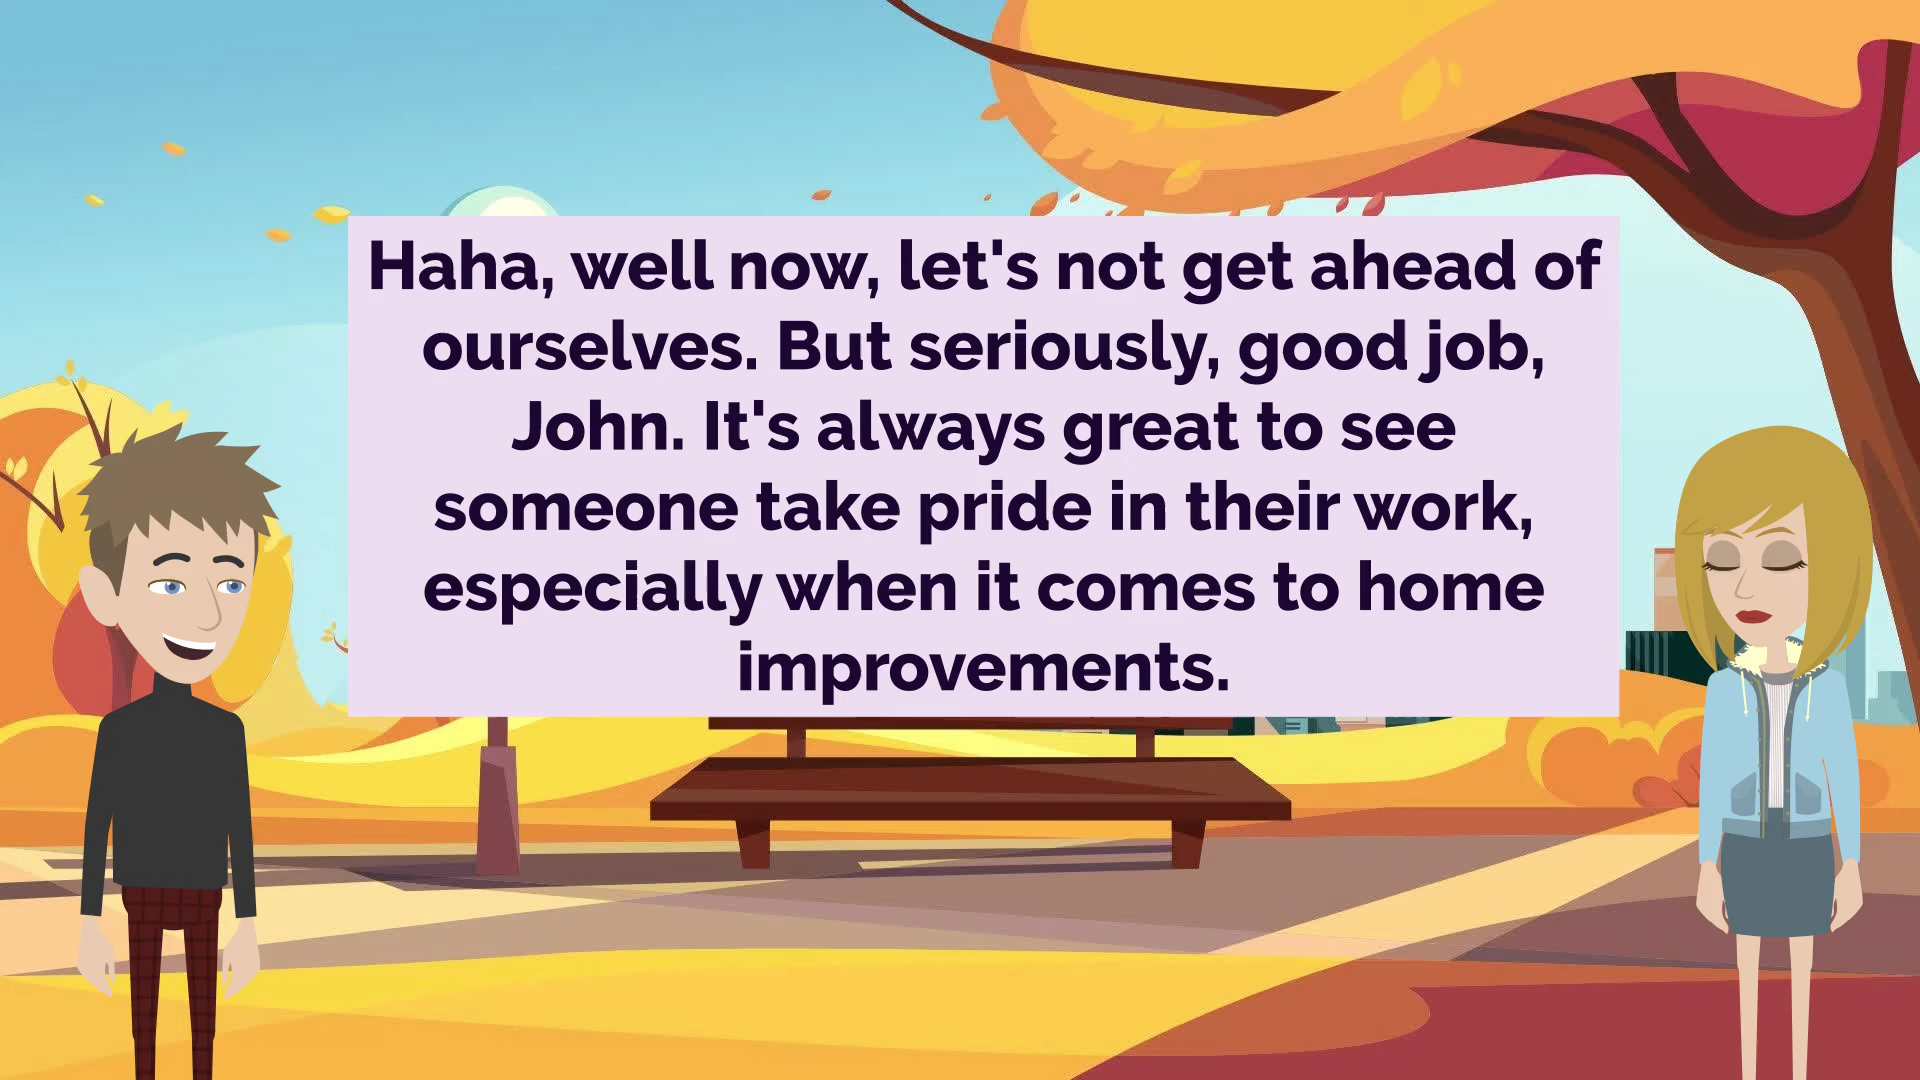 Haha, well now, let's not get ahead of
ourselves. But seriously, good job,
John. It's always great to see
someone take pride in their work,
especially when it comes to home
improvements.